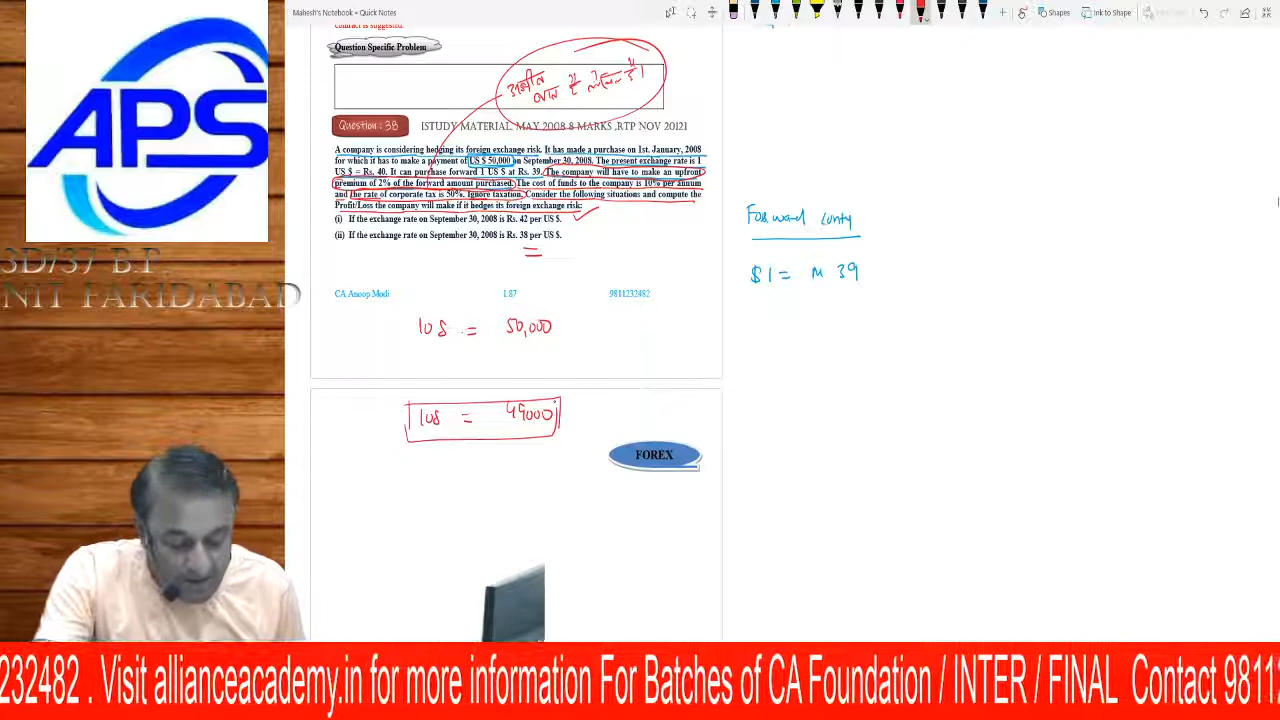 Mahesh's Notebook • Quick Notes
Shapes
Ink to Shape
APS
3D/37 B.P.
NIT FARIDABAD
contract is suggested.
Question Specific Problem
Question : 38
[STUDY MATERIAL, MAY 2008 8 MARKS ,RTP NOV 2012]
A company is considering hedging its foreign exchange risk. It has made a purchase on 1st. January, 2008
for which it has to make a payment of US $ 50,000 on September 30, 2008. The present exchange rate is 1
US $ = Rs. 40. It can purchase forward 1 US $ at Rs. 39. The company will have to make an upfront
premium of 2% of the forward amount purchased. The cost of funds to the company is 10% per annum
and the rate of corporate tax is 50%. Ignore taxation. Consider the following situations and compute the
Profit/Loss the company will make if it hedges its foreign exchange risk:
(i) If the exchange rate on September 30, 2008 is Rs. 42 per US $.
(ii) If the exchange rate on September 30, 2008 is Rs. 38 per US $.
CA Anoop Modi
1.87
9811232482
= 50,000
= 49000
FOREX
Forward
$1 = 39
232482 . Visit allianceacademy.in for more information For Batches of CA Foundation / INTER / FINAL Contact 9811